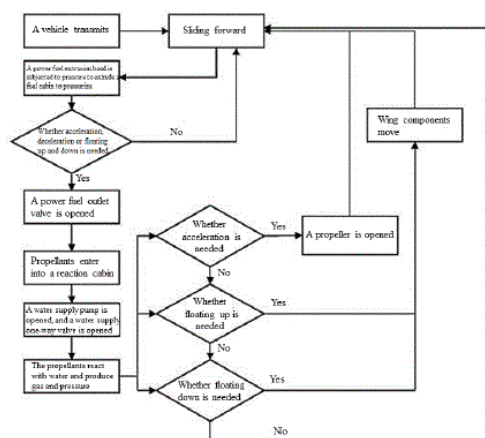 A vehicle transmits
Sliding forward
A power fuel extrusion head is
subjected to pressure to extrude a
fuel cabin to pressurize
Whether acceleration,
deceleration or floating
up and down is needed
No
Yes
A power fuel outlet
valve is opened
Propellants enter
into a reaction cabin
A water supply pump is
opened, and a water supply
one-way valve is opened
The propellants react
with water and produce
gas and pressure
Whether
acceleration is
needed
Yes
A propeller is opened
No
Whether
floating up is
needed
Yes
No
Whether floating
down is needed
Yes
No
Wing components
move